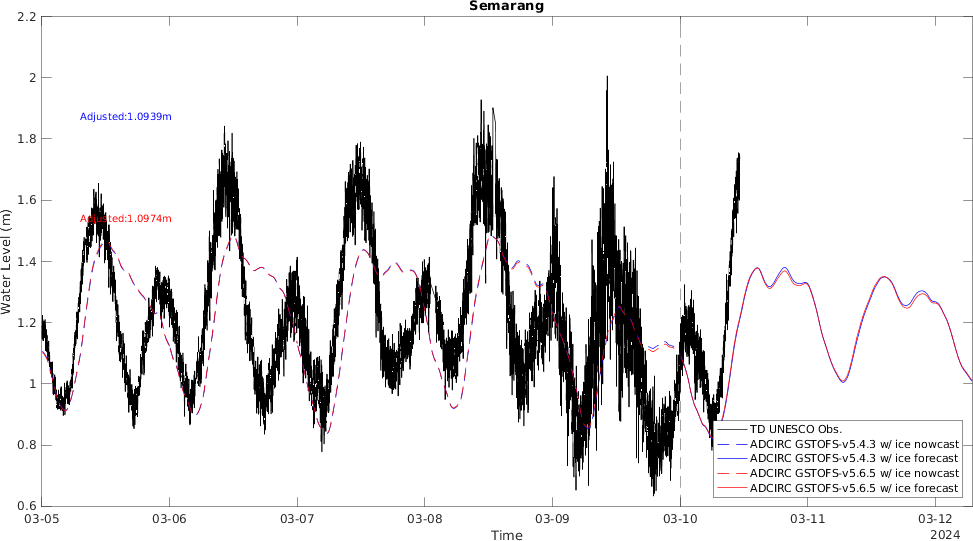 Semarang
2.2
2
1.8
1.6
1.4
1.2
1
0.8
0.6
Water Level (m)
Adjusted:1.0939m
Adjusted:1.0974m
TD UNESCO Obs.
ADCIRC GSTOFS-v5.4.3 w/ ice nowcast
ADCIRC GSTOFS-v5.4.3 w/ ice forecast
ADCIRC GSTOFS-v5.6.5 w/ ice nowcast
ADCIRC GSTOFS-v5.6.5 w/ ice forecast
03-05 03-06 03-07 03-08 03-09 03-10 03-11 03-12
Time
2024